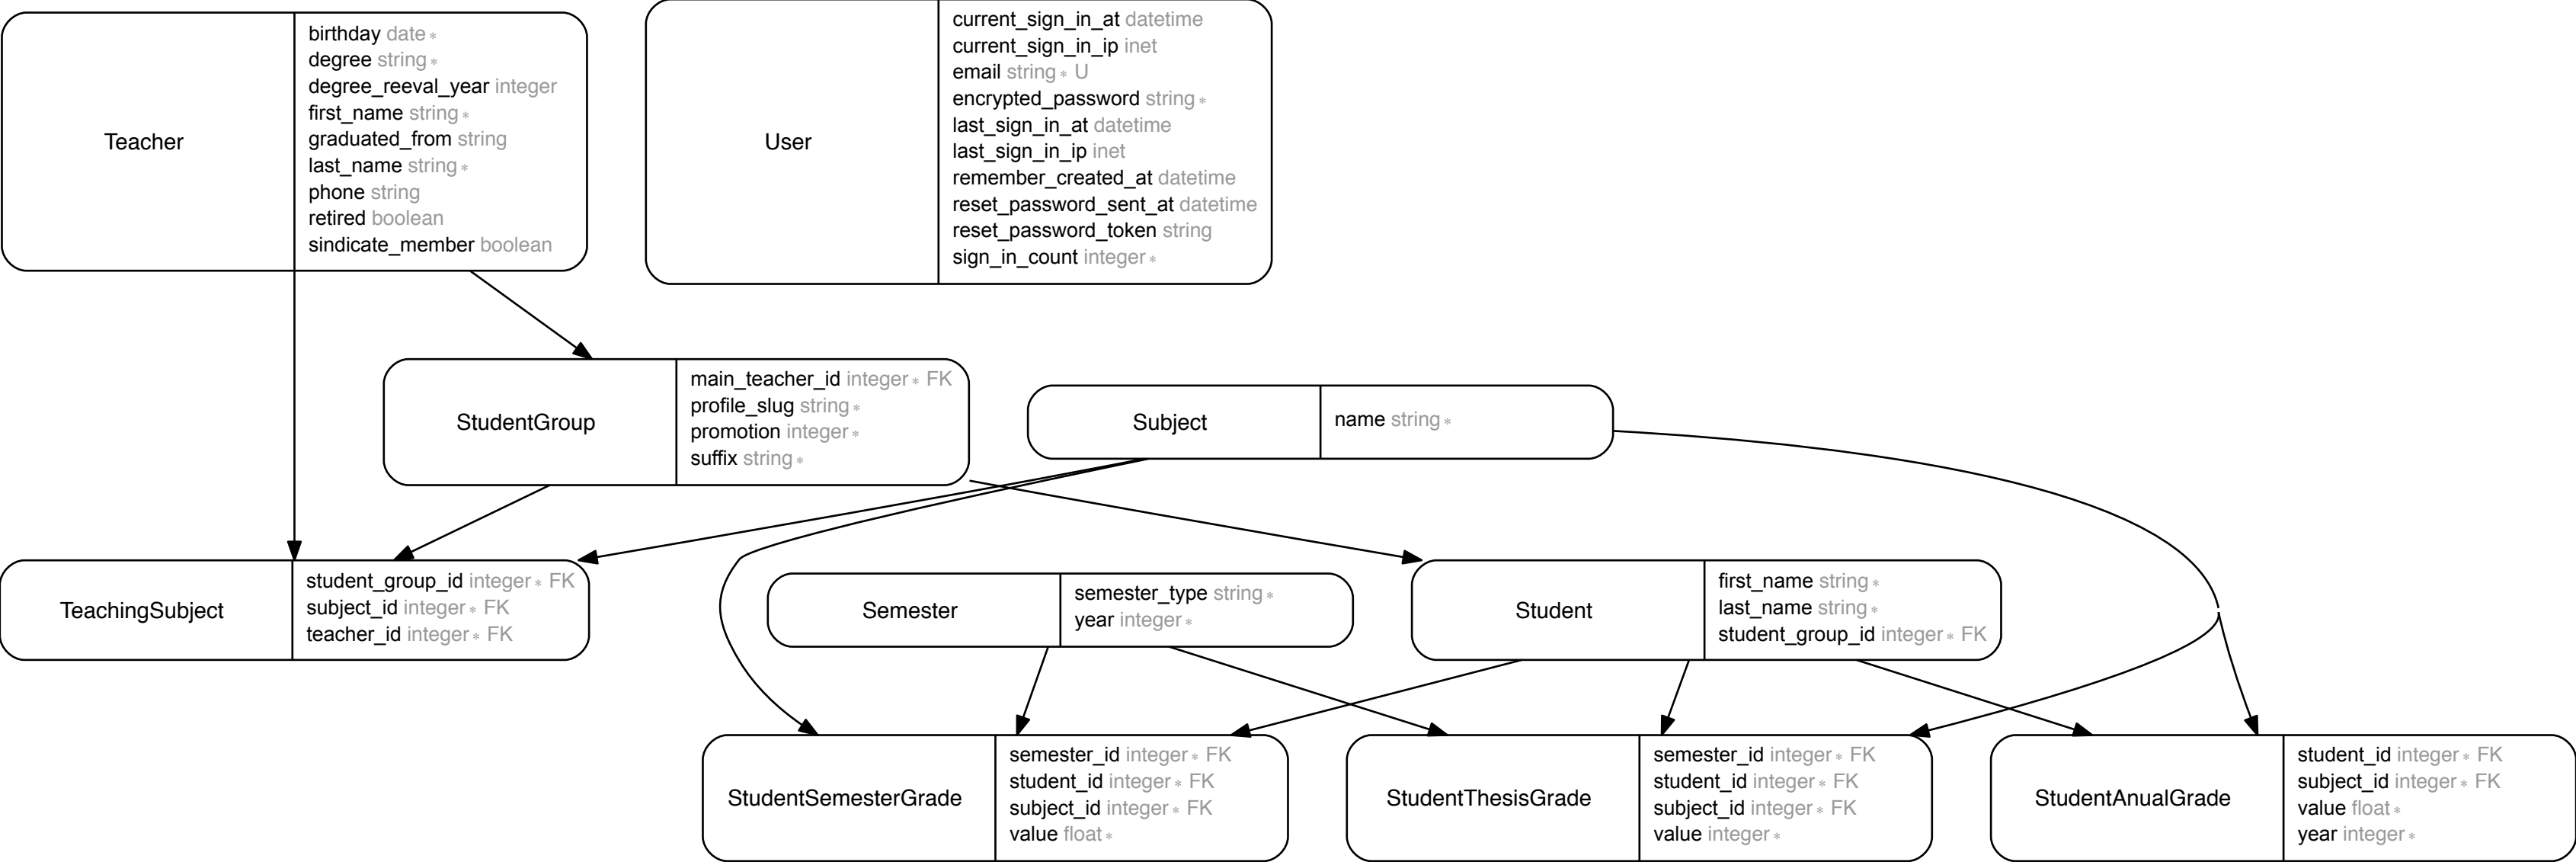 Teacher
birthday date *
degree string *
degree_reeval_year integer
first_name string *
graduated_from string
last_name string *
phone string
retired boolean
sindicate_member boolean
User
current_sign_in_at datetime
current_sign_in_ip inet
email string * U
encrypted_password string *
last_sign_in_at datetime
last_sign_in_ip inet
remember_created_at datetime
reset_password_sent_at datetime
reset_password_token string
sign_in_count integer *
StudentGroup
main_teacher_id integer * FK
profile_slug string *
promotion integer *
suffix string *
Subject
name string *
TeachingSubject
student_group_id integer * FK
subject_id integer * FK
teacher_id integer * FK
Semester
semester_type string *
year integer *
Student
first_name string *
last_name string *
student_group_id integer * FK
StudentSemesterGrade
semester_id integer * FK
student_id integer * FK
subject_id integer * FK
value float *
StudentThesisGrade
semester_id integer * FK
student_id integer * FK
subject_id integer * FK
value integer *
StudentAnualGrade
student_id integer * FK
subject_id integer * FK
value float *
year integer *